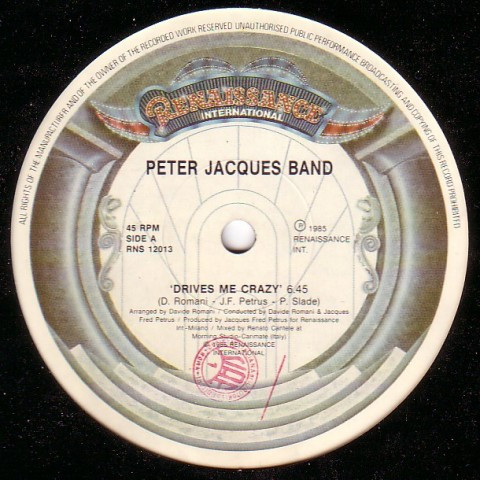 ALL RIGHTS OF THE MANUFACTURER AND OF THE OWNER OF THE RECORDED WORK RESERVED. UNAUTHORISED PUBLIC PERFORMANCE BROADCASTING AND COPYING OF THIS RECORD PROHIBITED
RENAISSANCE
INTERNATIONAL
PETER JACQUES BAND
45 RPM
SIDE A
RNS 12013
℗ 1985
RENAISSANCE
INT.
'DRIVES ME CRAZY' 6:45
(D. Romani - J.F. Petrus - P. Slade)
Arranged by Davide Romani / Conducted by Davide Romani & Jacques
Fred Petrus / Produced by Jacques Fred Petrus for Renaissance
Int-Milano / Mixed by Renato Cantele at
Morning Studio-Carimate (Italy)
© 1985 RENAISSANCE
INTERNATIONAL